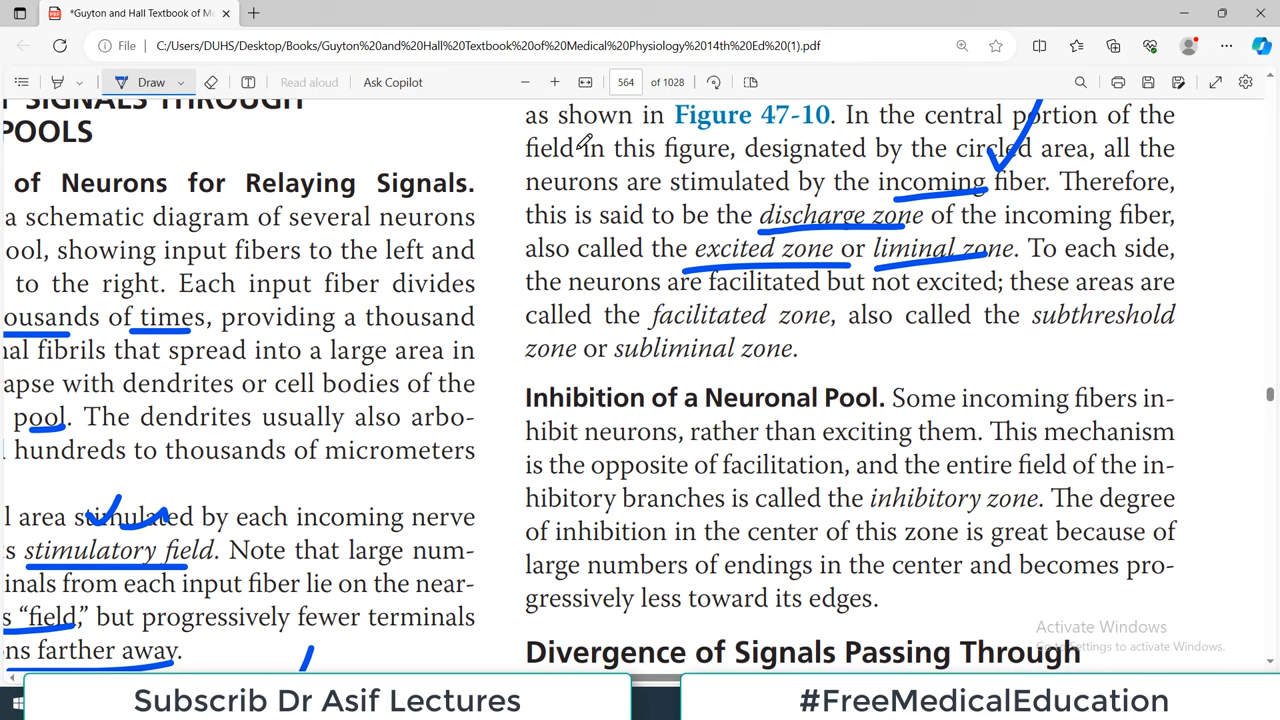 *Guyton and Hall Textbook of Me
File
C:/Users/DUHS/Desktop/Books/Guyton%20and%20Hall%20Textbook%20of%20Medical%20Physiology%2014th%20Ed%20(1).pdf
Draw
Read aloud
Ask Copilot
564 of 1028
SIGNALS THROUGH
POOLS
of Neurons for Relaying Signals.
a schematic diagram of several neurons
ool, showing input fibers to the left and
to the right. Each input fiber divides
ousands of times, providing a thousand
nal fibrils that spread into a large area in
apse with dendrites or cell bodies of the
pool. The dendrites usually also arbo-
hundreds to thousands of micrometers
l area stimulated by each incoming nerve
s stimulatory field. Note that large num-
inals from each input fiber lie on the near-
s “field,” but progressively fewer terminals
ns farther away.
as shown in Figure 47-10. In the central portion of the
field in this figure, designated by the circled area, all the
neurons are stimulated by the incoming fiber. Therefore,
this is said to be the discharge zone of the incoming fiber,
also called the excited zone or liminal zone. To each side,
the neurons are facilitated but not excited; these areas are
called the facilitated zone, also called the subthreshold
zone or subliminal zone.
Inhibition of a Neuronal Pool. Some incoming fibers in-
hibit neurons, rather than exciting them. This mechanism
is the opposite of facilitation, and the entire field of the in-
hibitory branches is called the inhibitory zone. The degree
of inhibition in the center of this zone is great because of
large numbers of endings in the center and becomes pro-
gressively less toward its edges.
Divergence of Signals Passing Through
Activate Windows
Go to Settings to activate Windows.
Subscrib Dr Asif Lectures
#FreeMedicalEducation